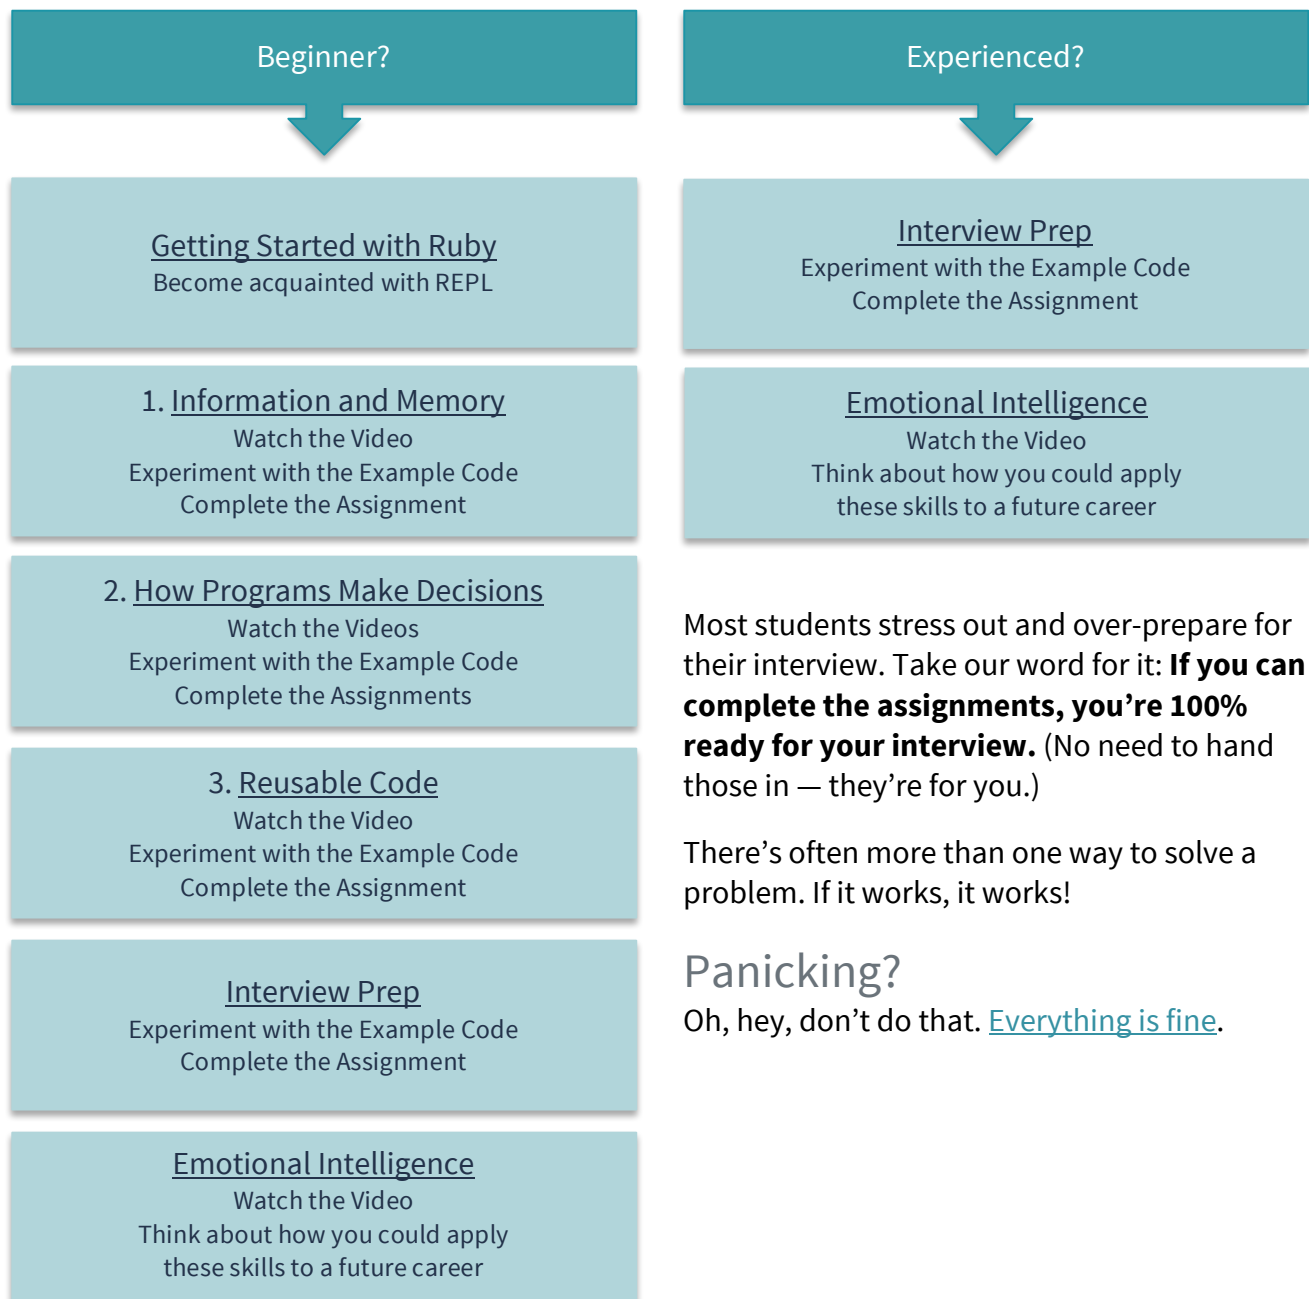 Beginner?
Getting Started with Ruby
Become acquainted with REPL
1. Information and Memory
Watch the Video
Experiment with the Example Code
Complete the Assignment
2. How Programs Make Decisions
Watch the Videos
Experiment with the Example Code
Complete the Assignments
3. Reusable Code
Watch the Video
Experiment with the Example Code
Complete the Assignment
Interview Prep
Experiment with the Example Code
Complete the Assignment
Emotional Intelligence
Watch the Video
Think about how you could apply
these skills to a future career
Experienced?
Interview Prep
Experiment with the Example Code
Complete the Assignment
Emotional Intelligence
Watch the Video
Think about how you could apply
these skills to a future career
Most students stress out and over-prepare for
their interview. Take our word for it: If you can
complete the assignments, you’re 100%
ready for your interview. (No need to hand
those in — they’re for you.)
There’s often more than one way to solve a
problem. If it works, it works!
Panicking?
Oh, hey, don’t do that. Everything is fine.